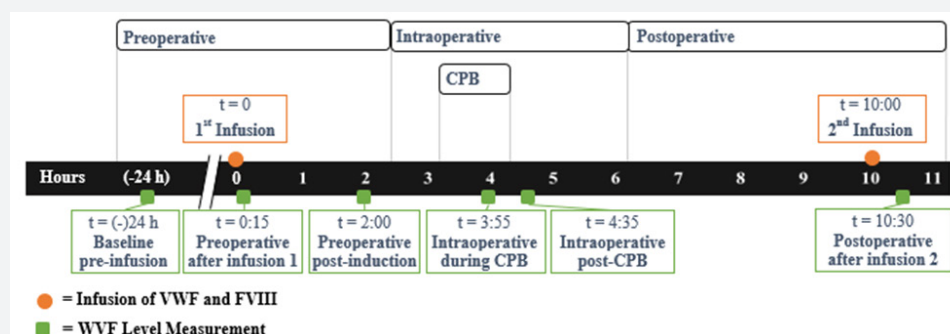 Preoperative
Intraoperative
Postoperative
CPB
t = 0
1st Infusion
t = 10:00
2nd Infusion
Hours (-24 h) 0 1 2 3 4 5 6 7 8 9 10 11
t = (-)24 h
Baseline
pre-infusion
t = 0:15
Preoperative
after infusion 1
t = 2:00
Preoperative
post-induction
t = 3:55
Intraoperative
during CPB
t = 4:35
Intraoperative
post-CPB
t = 10:30
Postoperative
after infusion 2
= Infusion of VWF and FVIII
= WVF Level Measurement